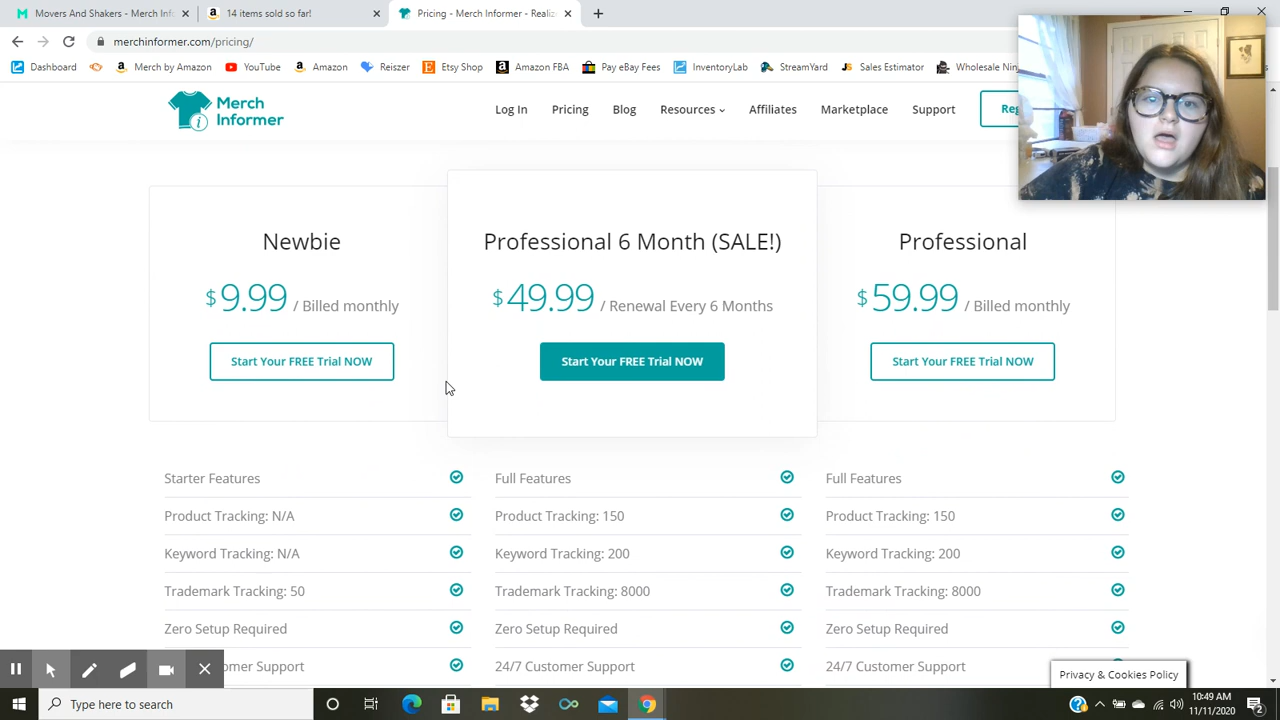 Movers And Shakers - Merch Info
14 items sold so far!
Pricing - Merch Informer - Realiz
merchinformer.com/pricing/
Dashboard
Merch by Amazon
YouTube
Amazon
Reiszer
Etsy Shop
Amazon FBA
Pay eBay Fees
InventoryLab
StreamYard
Sales Estimator
Wholesale Nin
Merch
Informer
Log In
Pricing
Blog
Resources
Affiliates
Marketplace
Support
Reg
Newbie
$9.99 / Billed monthly
Start Your FREE Trial NOW
Professional 6 Month (SALE!)
$49.99 / Renewal Every 6 Months
Start Your FREE Trial NOW
Professional
$59.99 / Billed monthly
Start Your FREE Trial NOW
Starter Features
Full Features
Full Features
Product Tracking: N/A
Product Tracking: 150
Product Tracking: 150
Keyword Tracking: N/A
Keyword Tracking: 200
Keyword Tracking: 200
Trademark Tracking: 50
Trademark Tracking: 8000
Trademark Tracking: 8000
Zero Setup Required
Zero Setup Required
Zero Setup Required
omer Support
24/7 Customer Support
24/7 Customer Support
Privacy & Cookies Policy
Type here to search
10:49 AM
11/11/2020
2